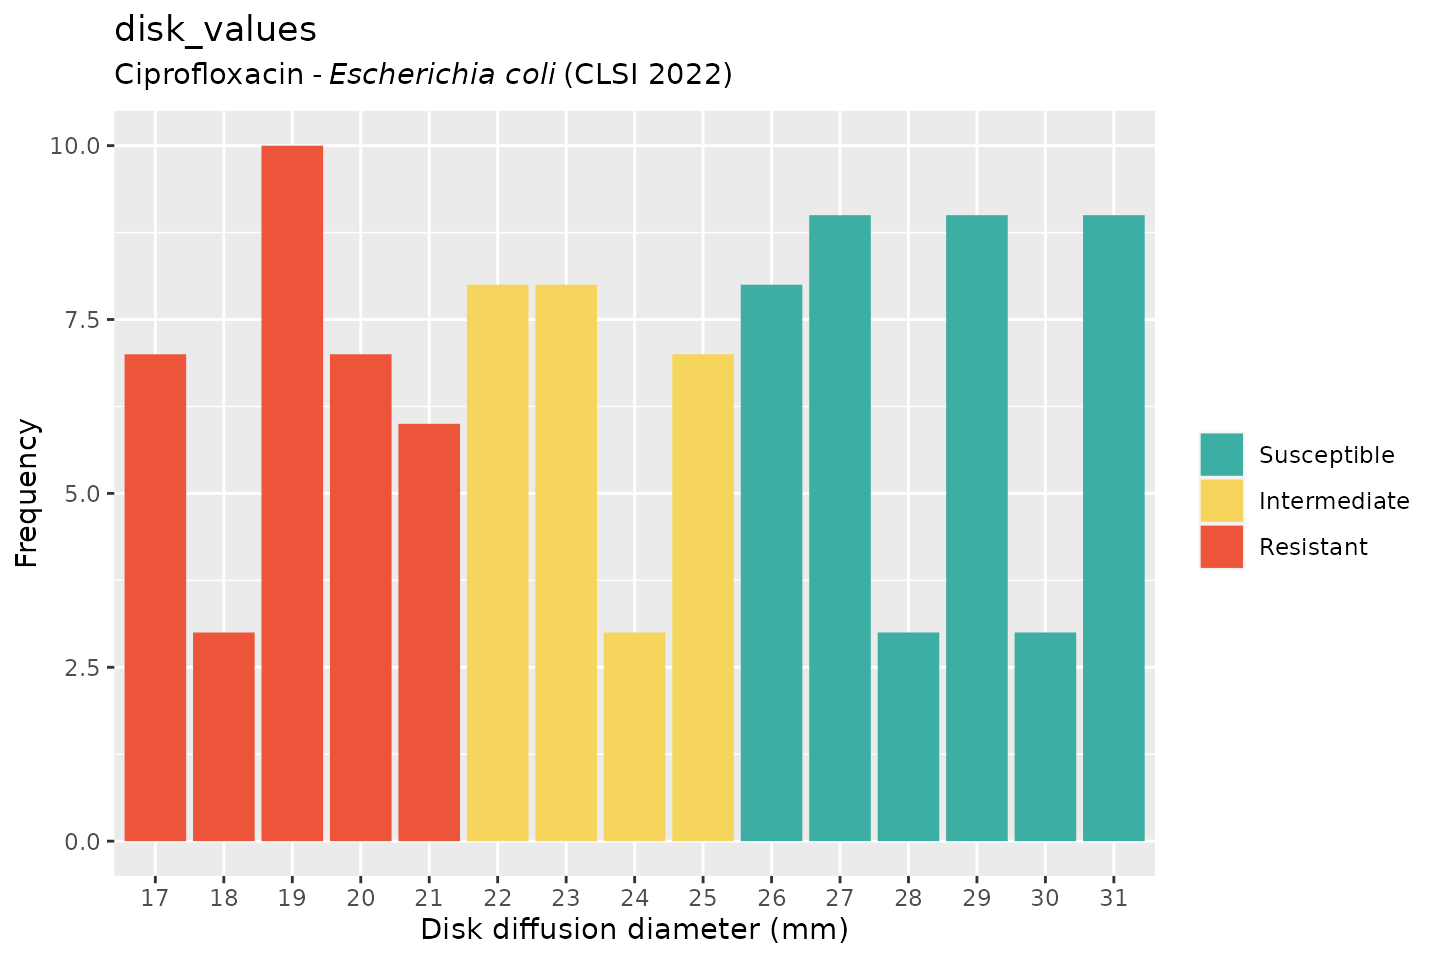 disk_values
Ciprofloxacin - Escherichia coli (CLSI 2022)
Frequency
10.0
7.5
5.0
2.5
0.0
17 18 19 20 21 22 23 24 25 26 27 28 29 30 31
Disk diffusion diameter (mm)
Susceptible
Intermediate
Resistant